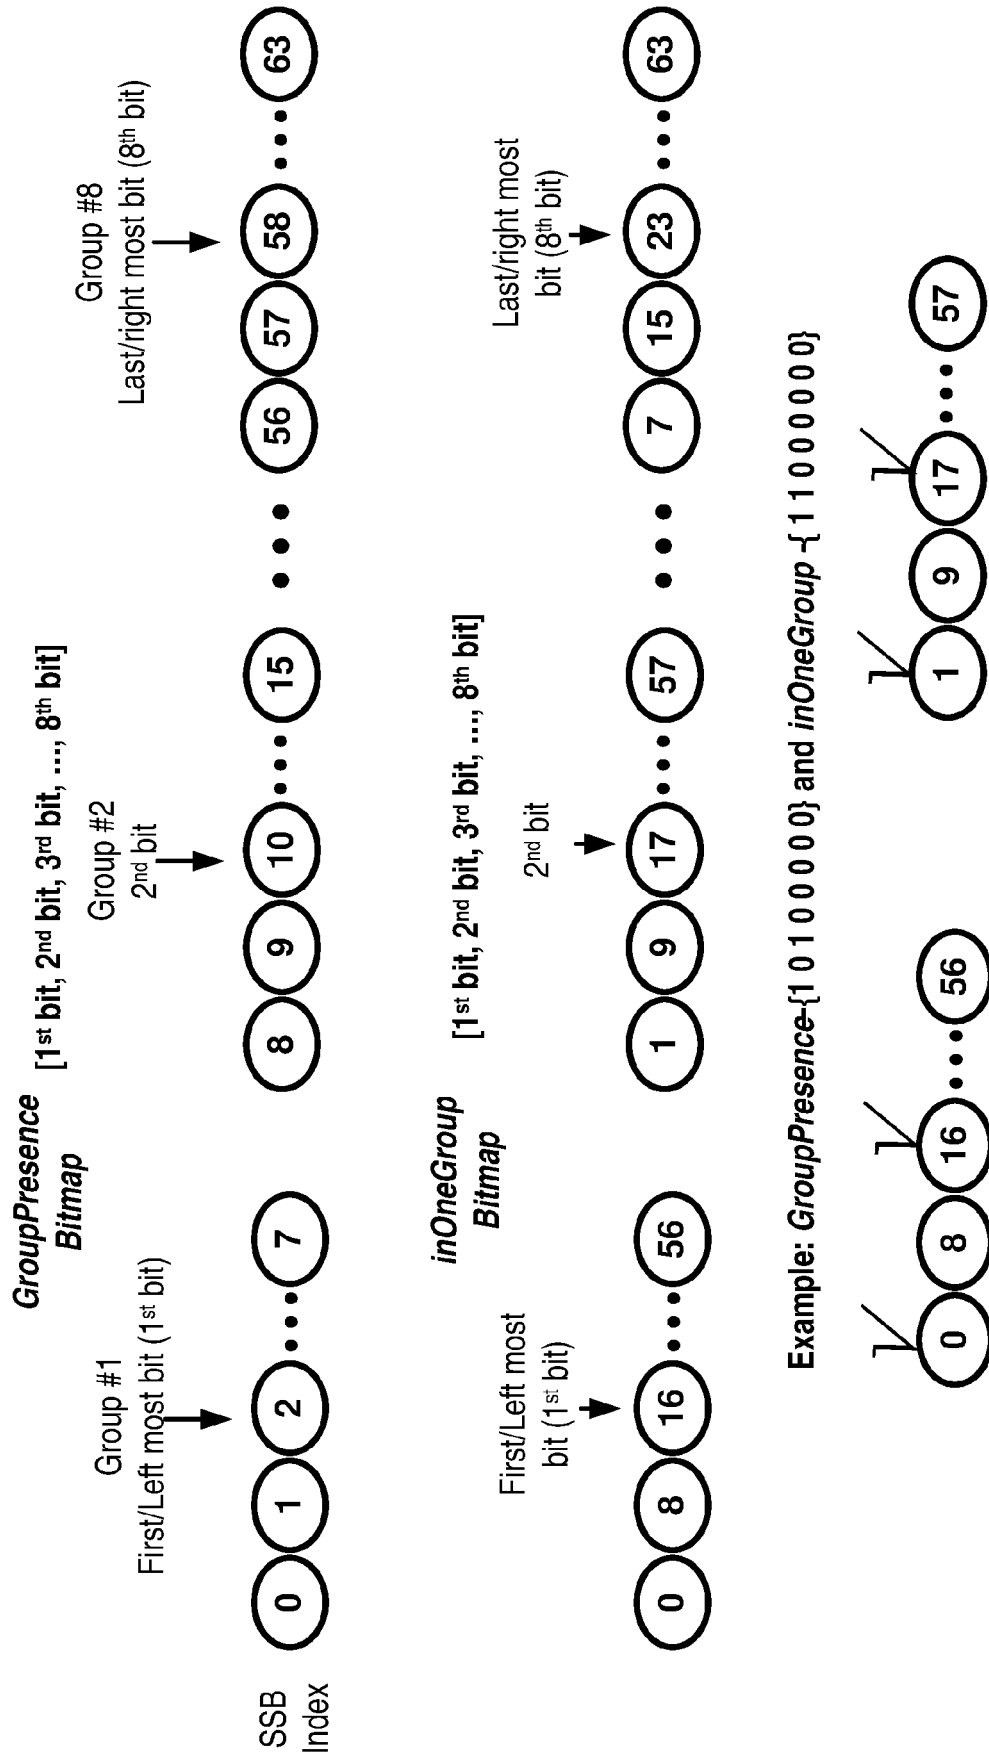 GroupPresence
Bitmap
[1st bit, 2nd bit, 3rd bit, ..., 8th bit]
Group #1
First/Left most bit (1st bit)
Group #2
2nd bit
Group #8
Last/right most bit (8th bit)
SSB
Index
0 1 2 ... 7 8 9 10 ... 15 ... 56 57 58 ... 63
inOneGroup
Bitmap
[1st bit, 2nd bit, 3rd bit, ..., 8th bit]
First/Left most
bit (1st bit)
2nd bit
Last/right most
bit (8th bit)
0 8 16 ... 56 1 9 17 ... 57 ... 7 15 23 ... 63
Example: GroupPresence-{1 0 1 0 0 0 0 0} and inOneGroup -{ 1 1 0 0 0 0 0 0}
0 8 16 ... 56 1 9 17 ... 57